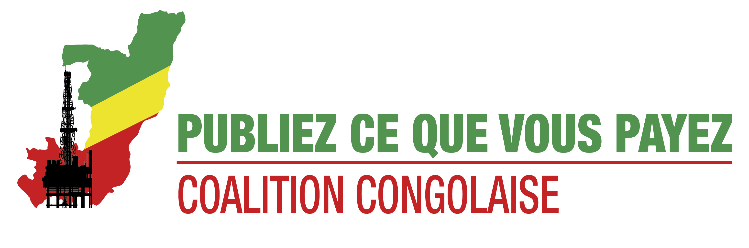 PUBLIEZ CE QUE VOUS PAYEZ
COALITION CONGOLAISE